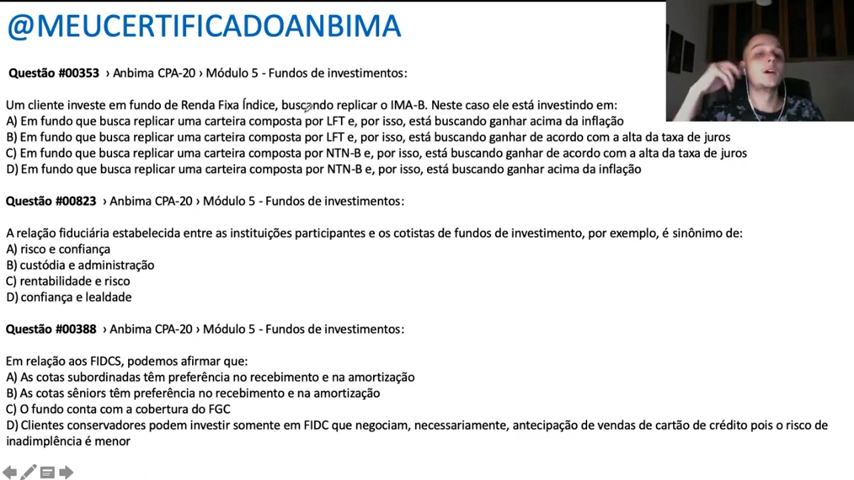 @MEUCERTIFICADOANBIMA
Questão #00353 › Anbima CPA-20 › Módulo 5 - Fundos de investimentos:
Um cliente investe em fundo de Renda Fixa Índice, buscando replicar o IMA-B. Neste caso ele está investindo em:
A) Em fundo que busca replicar uma carteira composta por LFT e, por isso, está buscando ganhar acima da inflação
B) Em fundo que busca replicar uma carteira composta por LFT e, por isso, está buscando ganhar de acordo com a alta da taxa de juros
C) Em fundo que busca replicar uma carteira composta por NTN-B e, por isso, está buscando ganhar de acordo com a alta da taxa de juros
D) Em fundo que busca replicar uma carteira composta por NTN-B e, por isso, está buscando ganhar acima da inflação
Questão #00823 › Anbima CPA-20 › Módulo 5 - Fundos de investimentos:
A relação fiduciária estabelecida entre as instituições participantes e os cotistas de fundos de investimento, por exemplo, é sinônimo de:
A) risco e confiança
B) custódia e administração
C) rentabilidade e risco
D) confiança e lealdade
Questão #00388 › Anbima CPA-20 › Módulo 5 - Fundos de investimentos:
Em relação aos FIDCS, podemos afirmar que:
A) As cotas subordinadas têm preferência no recebimento e na amortização
B) As cotas sêniors têm preferência no recebimento e na amortização
C) O fundo conta com a cobertura do FGC
D) Clientes conservadores podem investir somente em FIDC que negociam, necessariamente, antecipação de vendas de cartão de crédito pois o risco de
inadimplência é menor